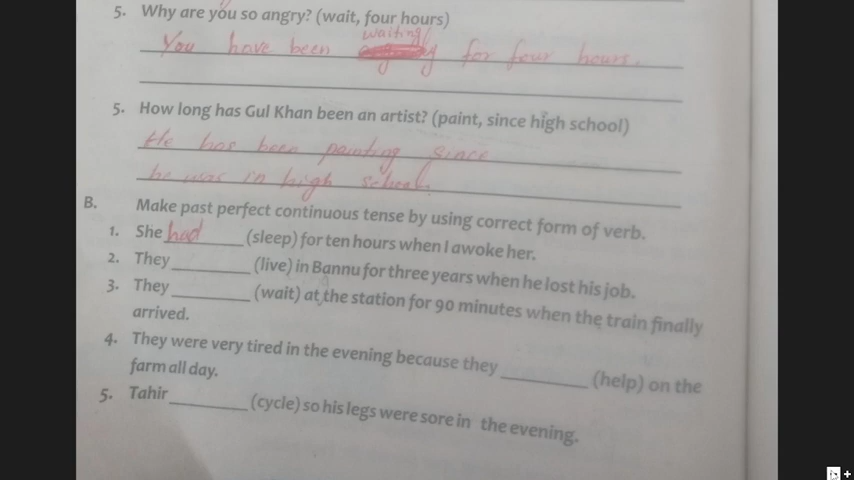 5. Why are you so angry? (wait, four hours)
waiting
You have been for four hours.
5. How long has Gul Khan been an artist? (paint, since high school)
He has been painting since
he was in high school.
B. Make past perfect continuous tense by using correct form of verb.
1. She had (sleep) for ten hours when I awoke her.
2. They ________ (live) in Bannu for three years when he lost his job.
3. They ________ (wait) at the station for 90 minutes when the train finally
arrived.
4. They were very tired in the evening because they ________ (help) on the
farm all day.
5. Tahir ________ (cycle) so his legs were sore in the evening.